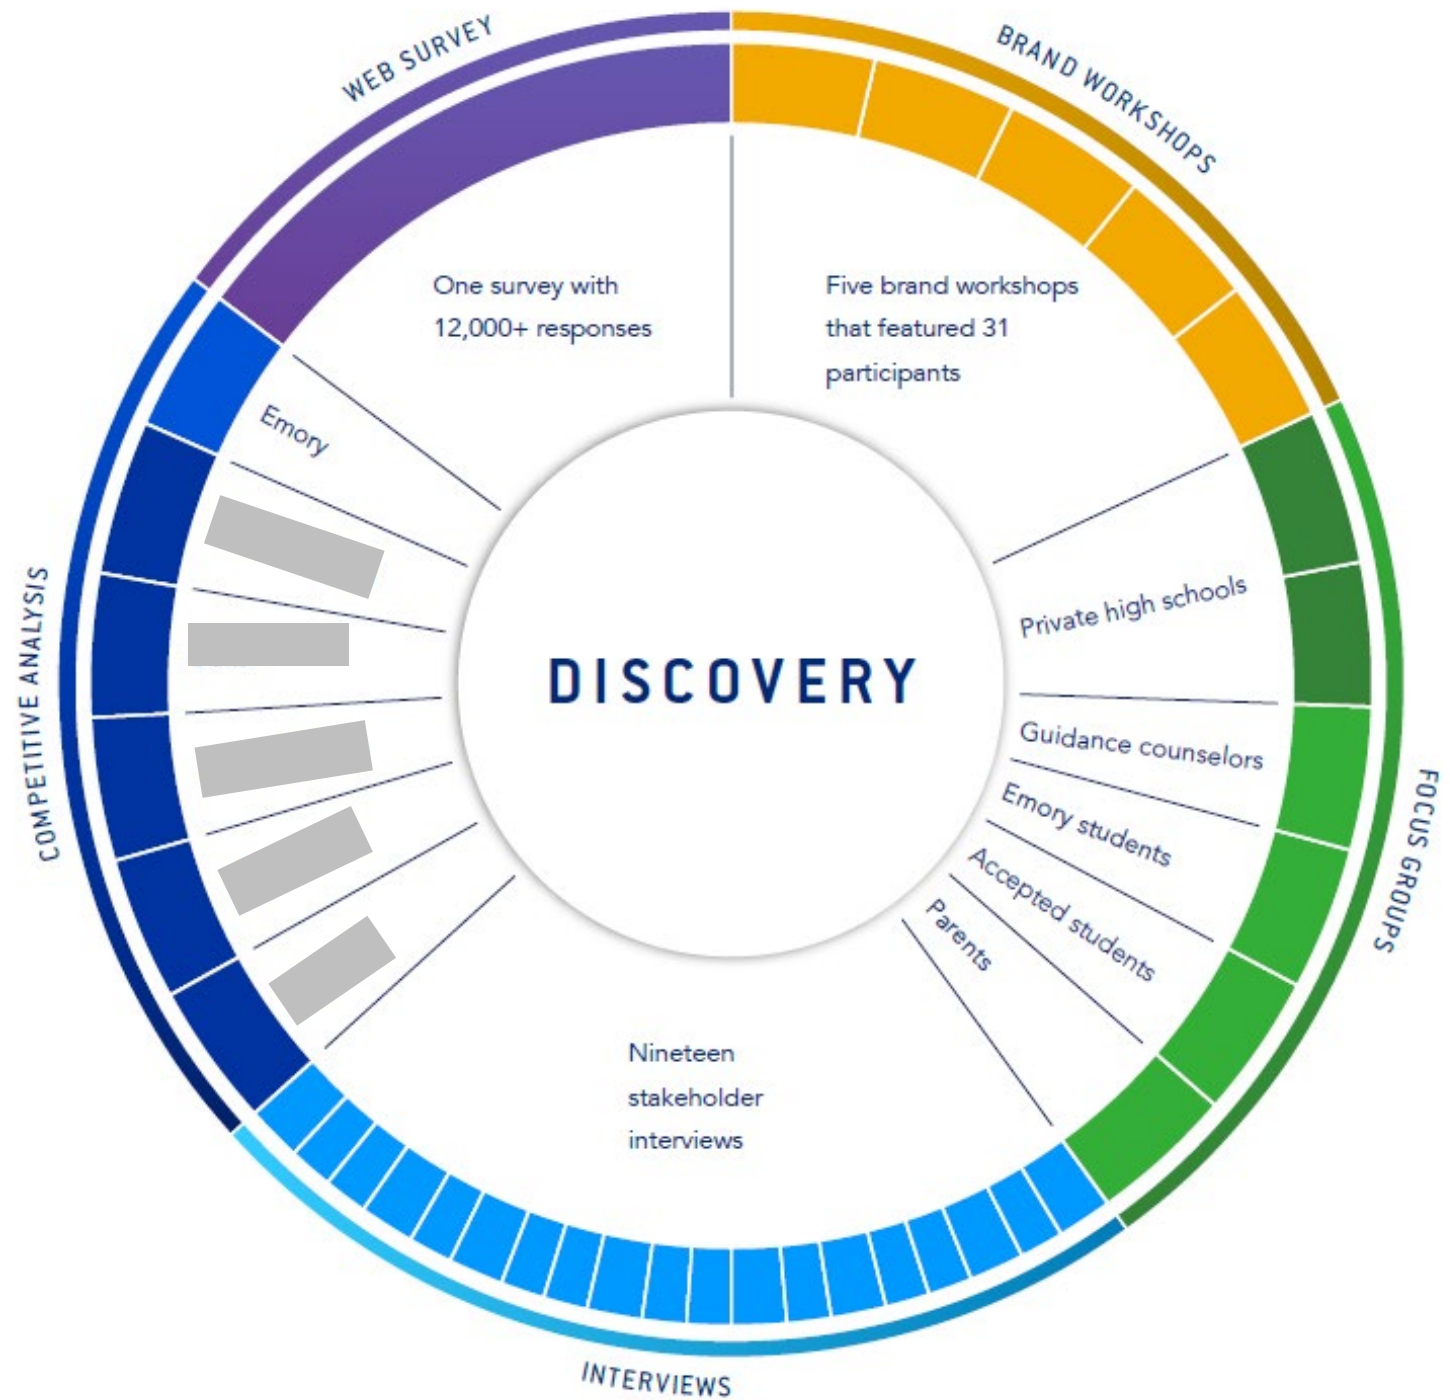 WEB SURVEY
BRAND WORKSHOPS
One survey with
12,000+ responses
Five brand workshops
that featured 31
participants
Emory
DISCOVERY
Private high schools
Guidance counselors
Emory students
Accepted students
Parents
COMPETITIVE ANALYSIS
FOCUS GROUPS
Nineteen
stakeholder
interviews
INTERVIEWS